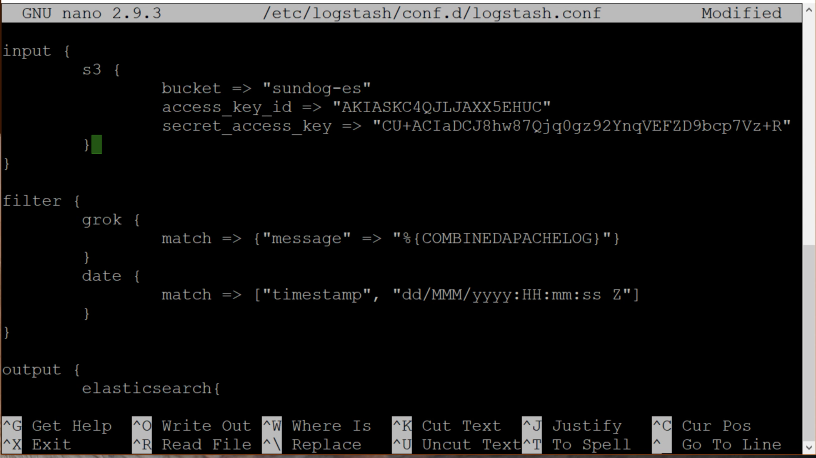 GNU nano 2.9.3 /etc/logstash/conf.d/logstash.conf Modified
input {
s3 {
bucket => "sundog-es"
access_key_id => "AKIASKC4QJLJAXX5EHUC"
secret_access_key => "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"
}
}
filter {
grok {
match => {"message" => "%{COMBINEDAPACHELOG}"}
}
date {
match => ["timestamp", "dd/MMM/yyyy:HH:mm:ss Z"]
}
}
output {
elasticsearch{
^G Get Help ^O Write Out ^W Where Is ^K Cut Text ^J Justify ^C Cur Pos
^X Exit ^R Read File ^\ Replace ^U Uncut Text ^T To Spell ^_ Go To Line